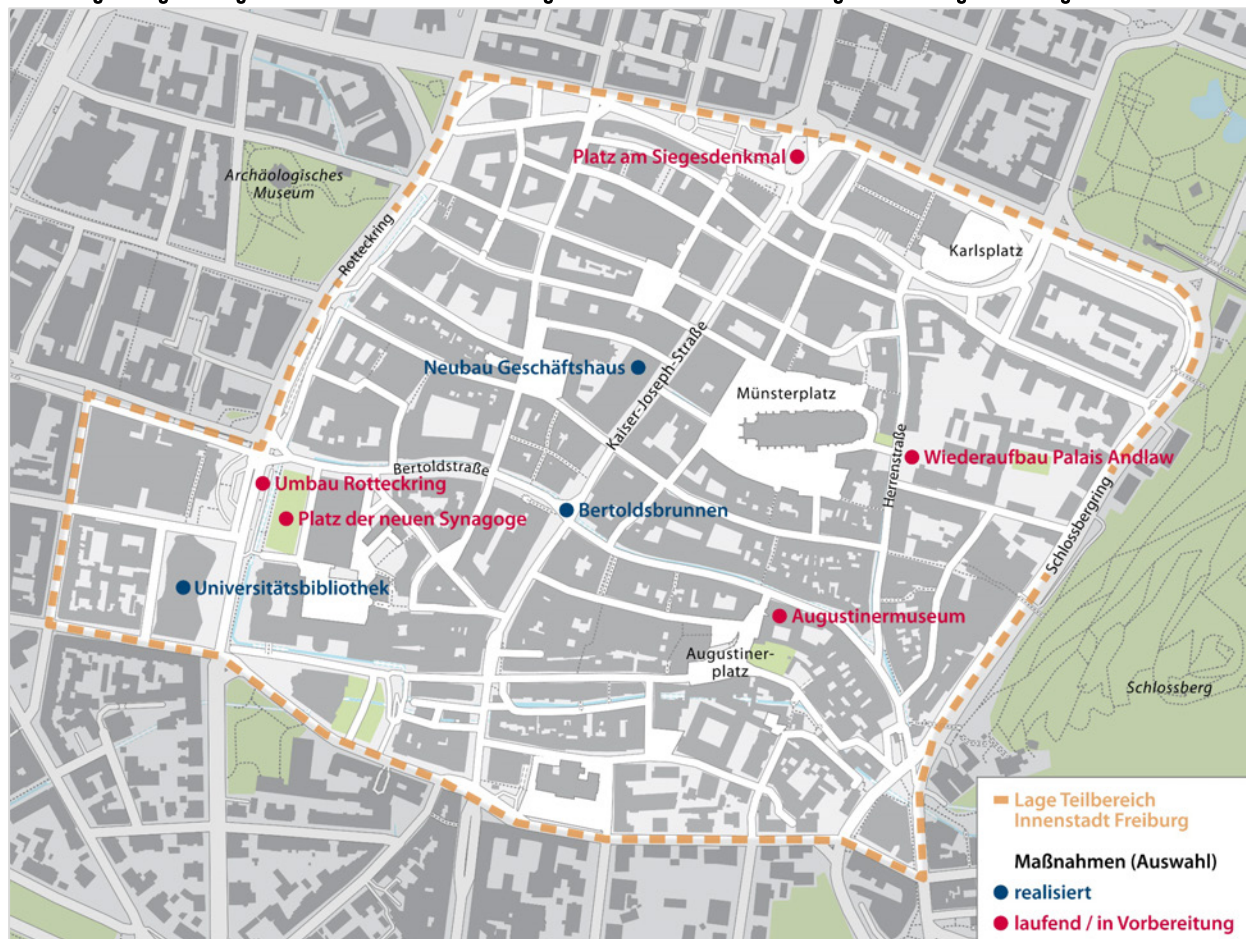 Platz am Siegesdenkmal
Archäologisches
Museum
Rotteckring
Karlsplatz
Neubau Geschäftshaus
Kaiser-Joseph-Straße
Münsterplatz
Bertoldstraße
Herrenstraße
Wiederaufbau Palais Andlaw
Umbau Rotteckring
Bertoldsbrunnen
Platz der neuen Synagoge
Schlossbergring
Universitätsbibliothek
Augustinermuseum
Augustiner-
platz
Schlossberg
Lage Teilbereich
Innenstadt Freiburg
Maßnahmen (Auswahl)
realisiert
laufend / in Vorbereitung